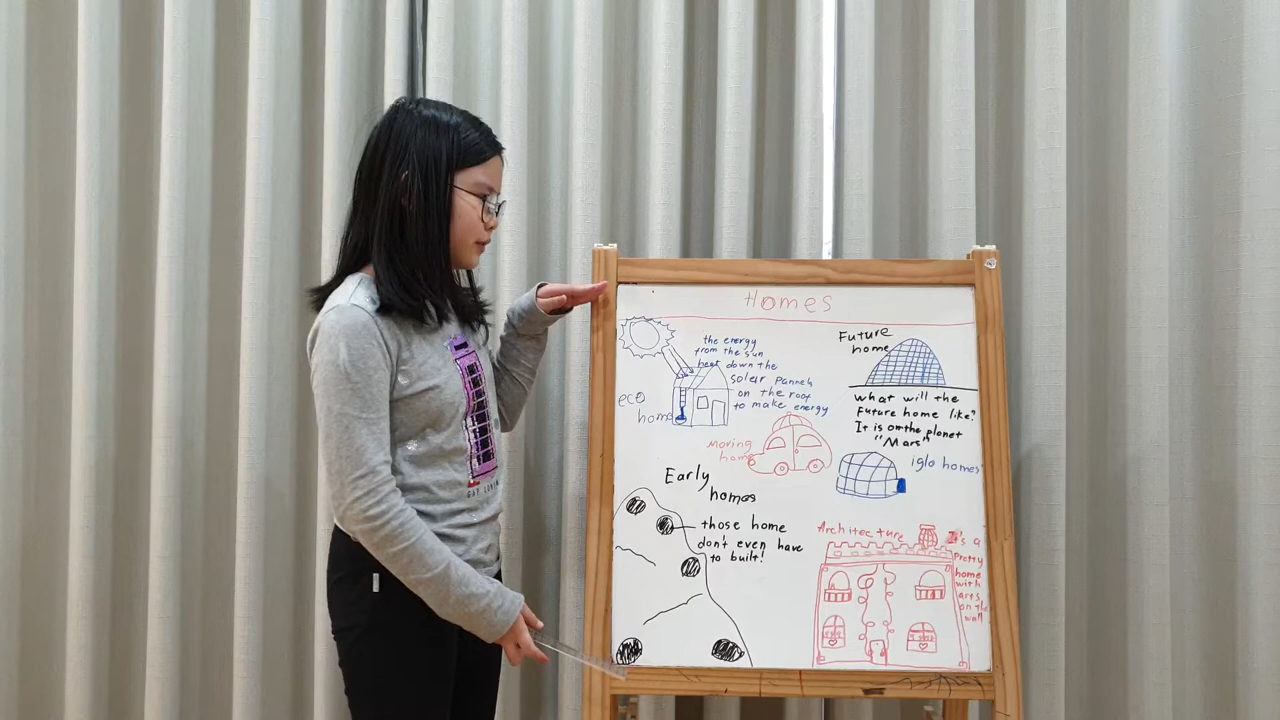 Homes
the energy
from the sun
heat down the
solar panneh
on the roof
to make energy
eco
home
Future
home
what will the
Future home like?
It is on the planet
"Mars"
Moving
home
iglo homes
Early
homes
those home
don't even have
to built!
Architecture
It's a
Pretty
home
with
arts
on the
wall